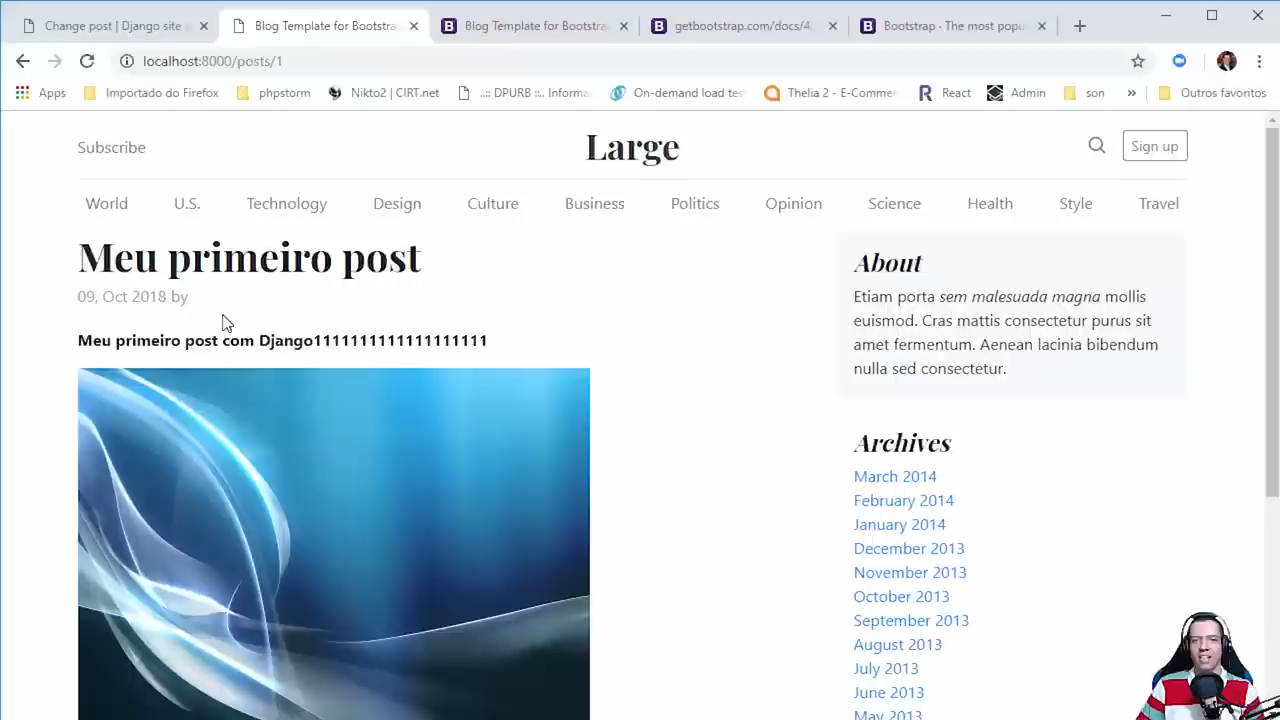 Change post | Django site
Blog Template for Bootstra
Blog Template for Bootstra
getbootstrap.com/docs/4
Bootstrap - The most popu
localhost:8000/posts/1
Apps
Importado do Firefox
phpstorm
Nikto2 | CIRT.net
..:: DPURB ::.. Informa
On-demand load tes
Thelia 2 - E-Commer
React
Admin
son
»
Outros favoritos
Subscribe
Large
Sign up
World U.S. Technology Design Culture Business Politics Opinion Science Health Style Travel
Meu primeiro post
09, Oct 2018 by
Meu primeiro post com Django1111111111111111111
About
Etiam porta sem malesuada magna mollis
euismod. Cras mattis consectetur purus sit
amet fermentum. Aenean lacinia bibendum
nulla sed consectetur.
Archives
March 2014
February 2014
January 2014
December 2013
November 2013
October 2013
September 2013
August 2013
July 2013
June 2013
May 2013